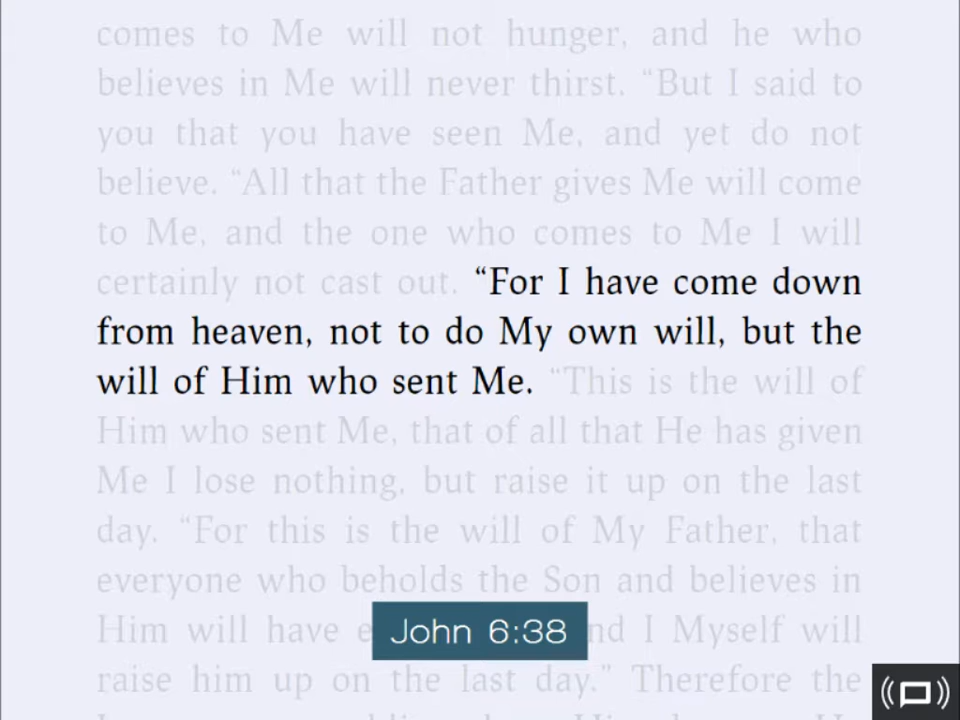 comes to Me will not hunger, and he who
believes in Me will never thirst. “But I said to
you that you have seen Me, and yet do not
believe. “All that the Father gives Me will come
to Me, and the one who comes to Me I will
certainly not cast out. “For I have come down
from heaven, not to do My own will, but the
will of Him who sent Me. “This is the will of
Him who sent Me, that of all that He has given
Me I lose nothing, but raise it up on the last
day. “For this is the will of My Father, that
everyone who beholds the Son and believes in
Him will have I Myself will
John 6:38
raise him up on the last day.” Therefore the